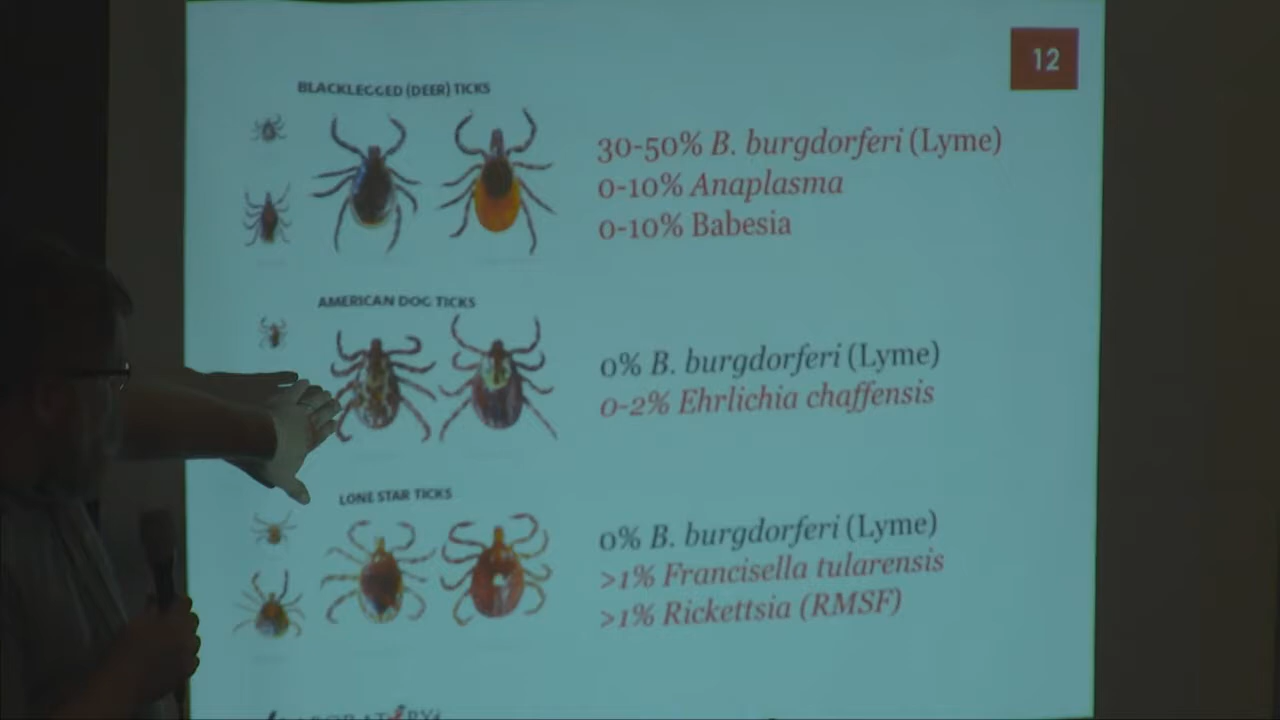 12
BLACKLEGGED (DEER) TICKS
30-50% B. burgdorferi (Lyme)
0-10% Anaplasma
0-10% Babesia
AMERICAN DOG TICKS
0% B. burgdorferi (Lyme)
0-2% Ehrlichia chaffensis
LONE STAR TICKS
0% B. burgdorferi (Lyme)
>1% Francisella tularensis
>1% Rickettsia (RMSF)